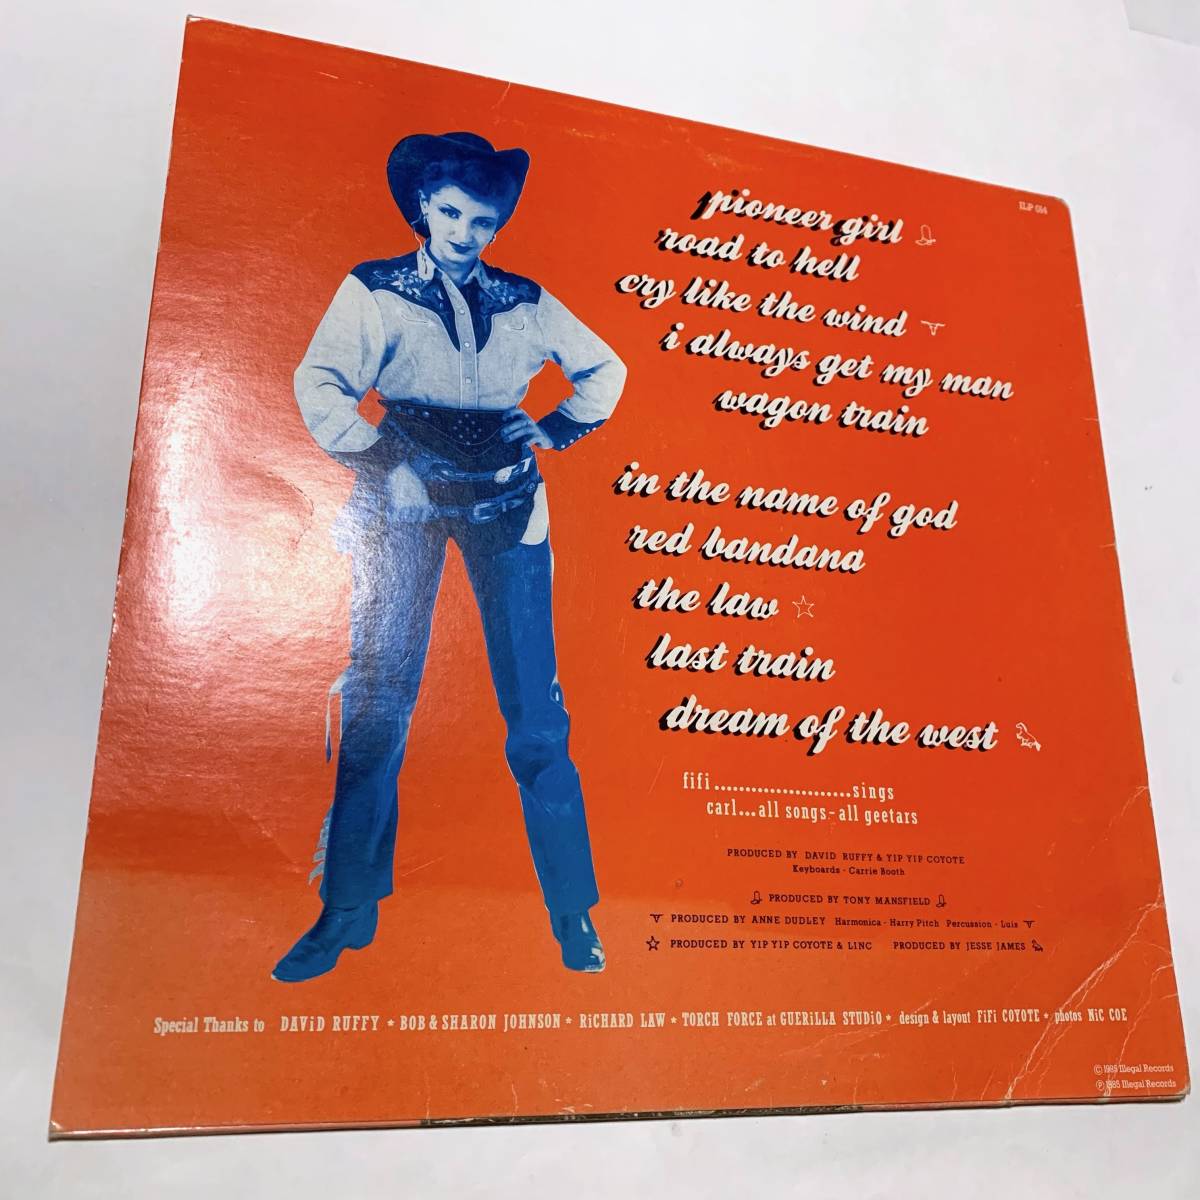 ILP 014
pioneer girl
road to hell
cry like the wind
i always get my man
wagon train
in the name of god
red bandana
the law
last train
dream of the west
fifi......................sings
carl...all songs-all geetars
PRODUCED BY DAVID RUFFY & YIP YIP COYOTE
Keyboards - Carrie Booth
PRODUCED BY TONY MANSFIELD
PRODUCED BY ANNE DUDLEY Harmonica - Harry Pitch Percussion - Luis
PRODUCED BY YIP YIP COYOTE & LINC PRODUCED BY JESSE JAMES
Special Thanks to DAViD RUFFY * BOB & SHARON JOHNSON * RiCHARD LAW * TORCH FORCE at GUERiLLA STUDiO * design & layout FiFi COYOTE * photos NiC COE
© 1985 Illegal Records
℗ 1985 Illegal Records